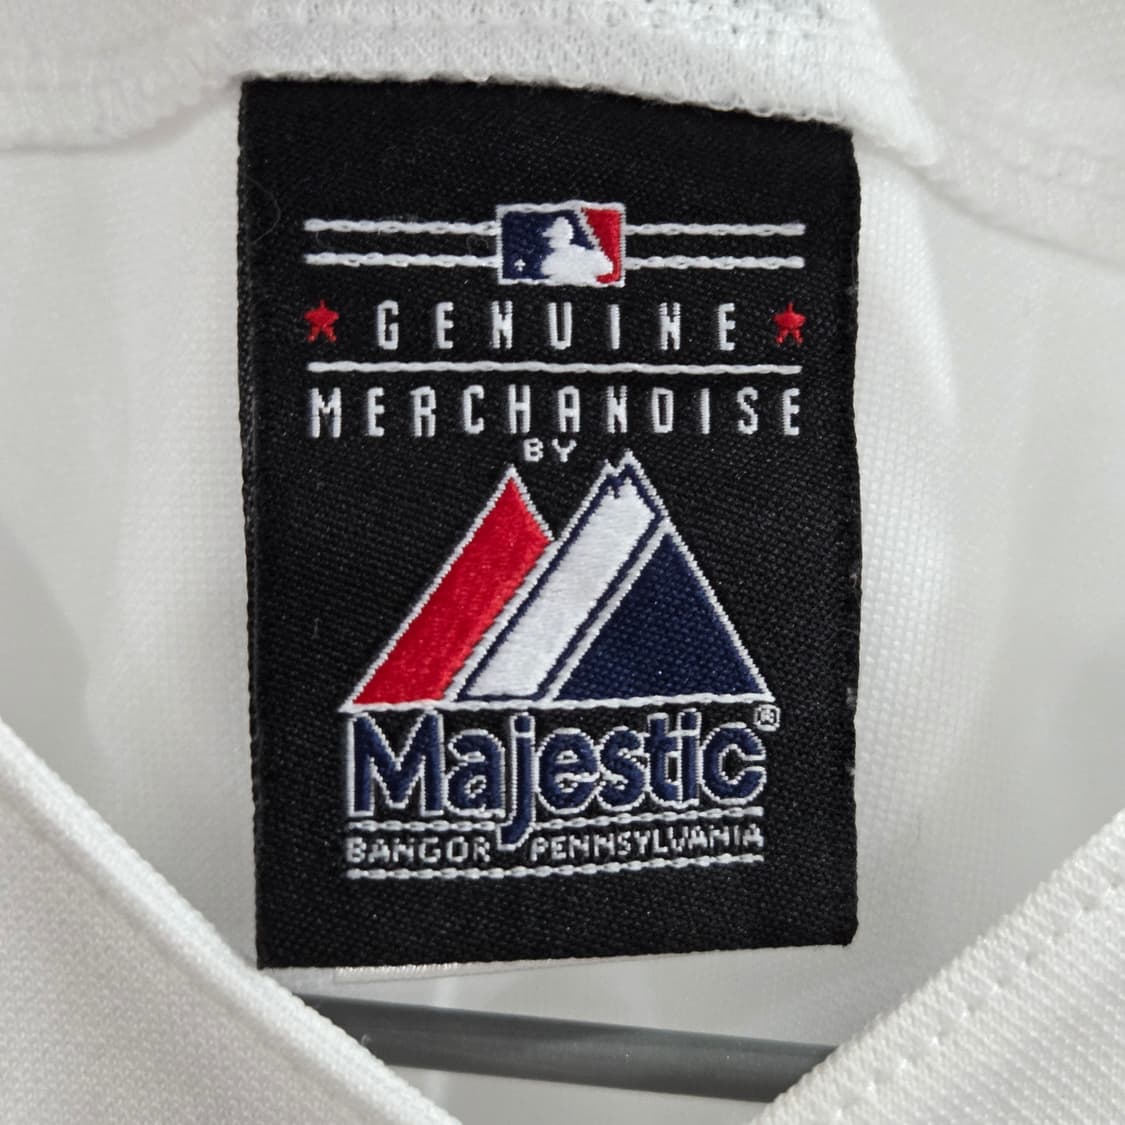 GENUINE
MERCHANDISE
BY
Majestic®
BANGOR PENNSYLVANIA